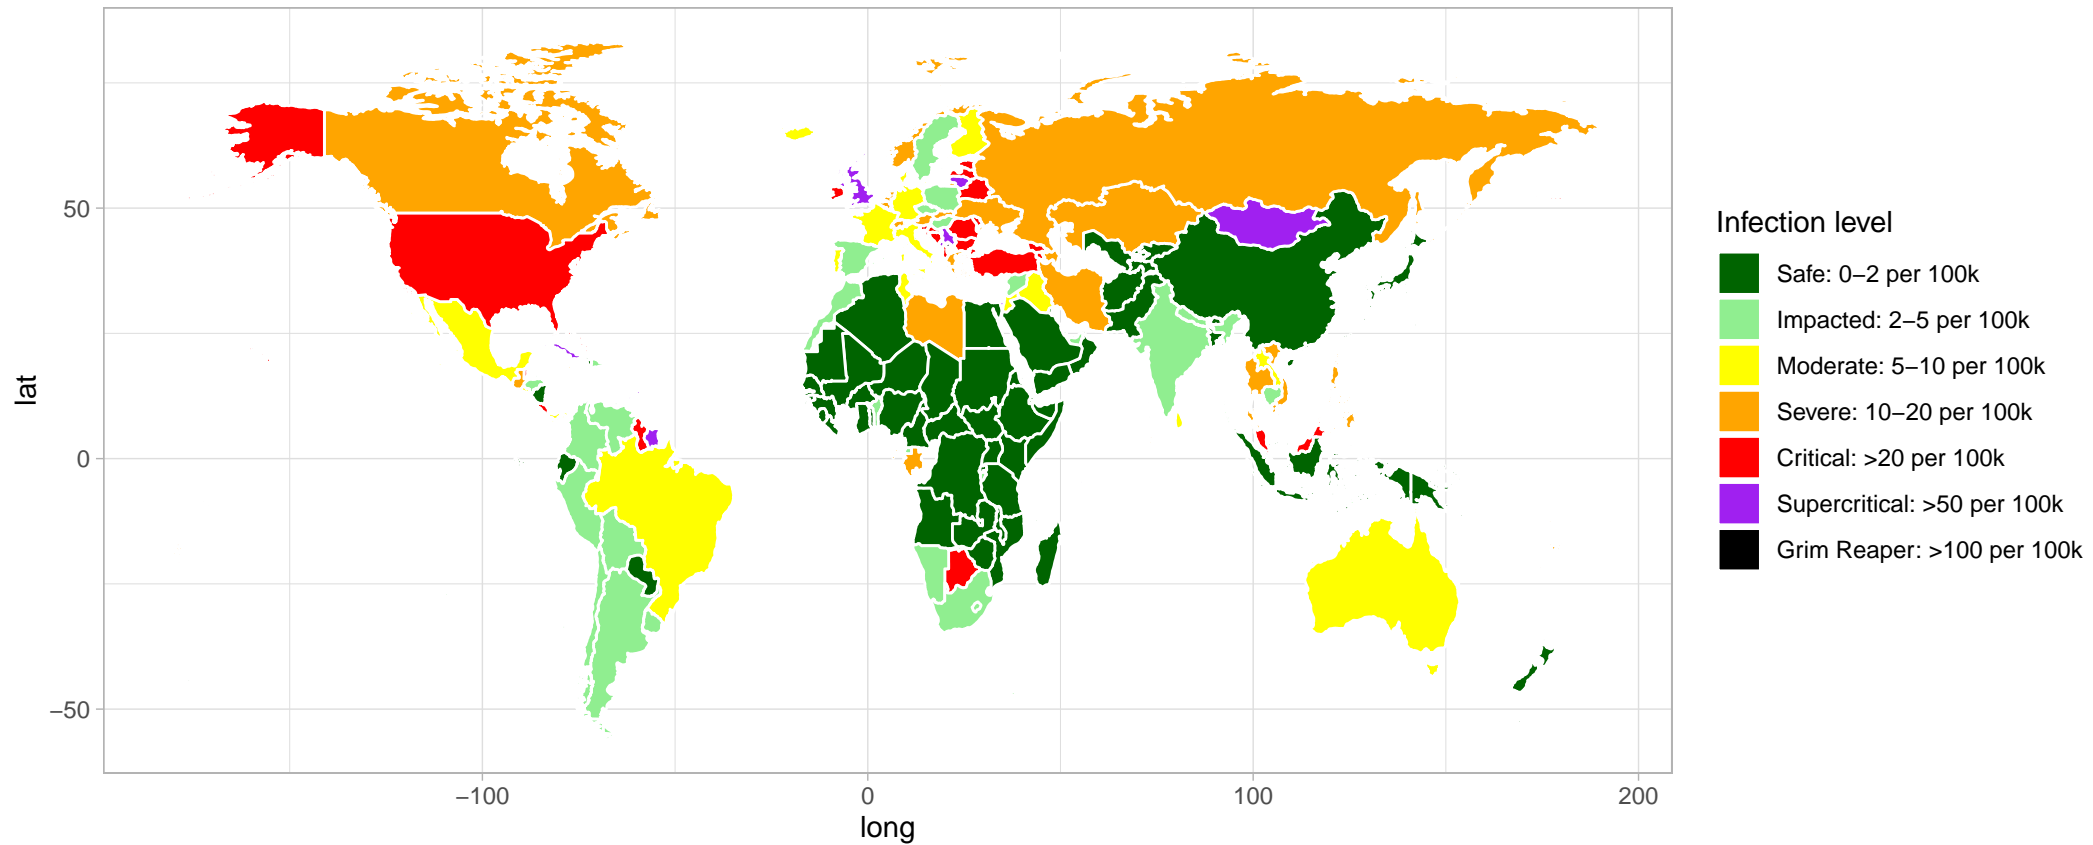 50
0
−50
−100
0
100
200
lat
long
Infection level
Safe: 0−2 per 100k
Impacted: 2−5 per 100k
Moderate: 5−10 per 100k
Severe: 10−20 per 100k
Critical: >20 per 100k
Supercritical: >50 per 100k
Grim Reaper: >100 per 100k